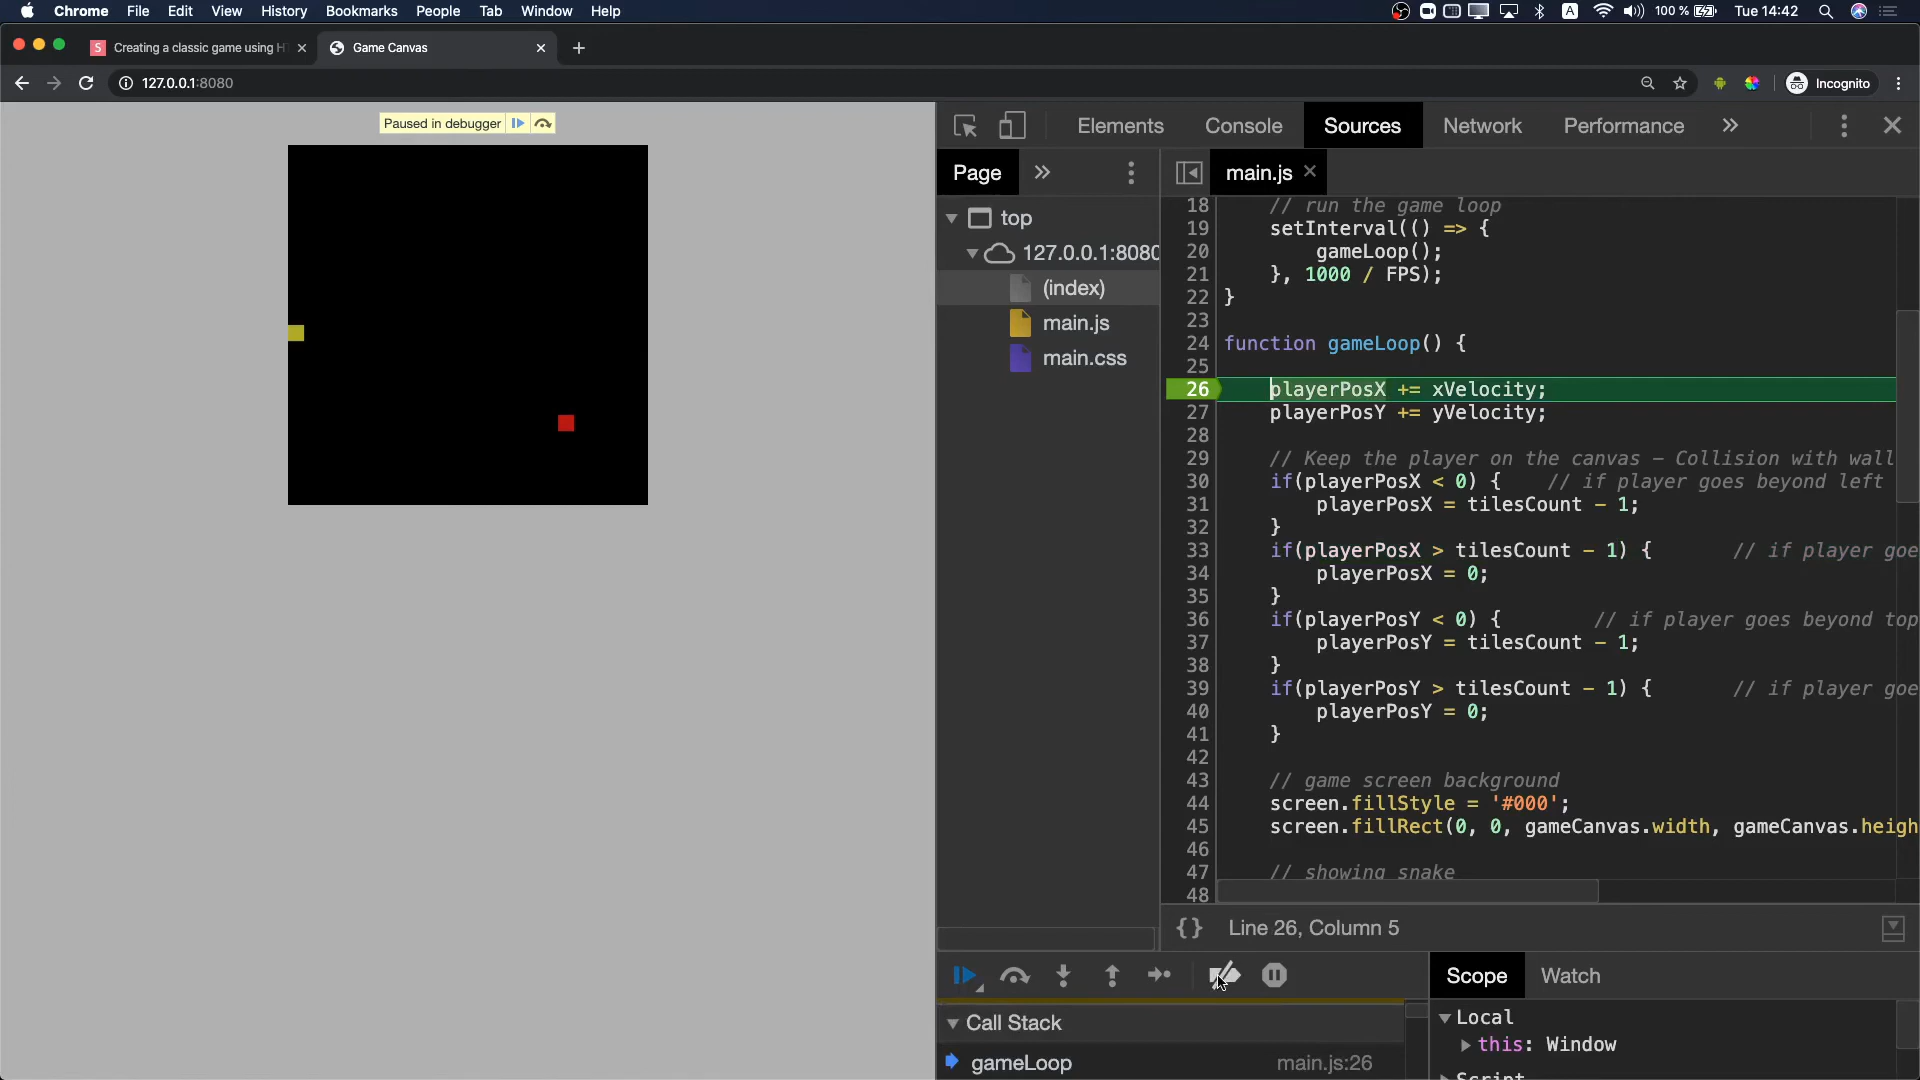 Chrome File Edit View History Bookmarks People Tab Window Help A 100 % Tue 14:42
S Creating a classic game using H Game Canvas
127.0.0.1:8080 Incognito
Paused in debugger
Elements Console Sources Network Performance
Page main.js
top
127.0.0.1:8080
(index)
main.js
main.css
18 // run the game loop
19 setInterval(() => {
20 gameLoop();
21 }, 1000 / FPS);
22 }
23
24 function gameLoop() {
25
26 playerPosX += xVelocity;
27 playerPosY += yVelocity;
28
29 // Keep the player on the canvas – Collision with wall
30 if(playerPosX < 0) { // if player goes beyond left
31 playerPosX = tilesCount - 1;
32 }
33 if(playerPosX > tilesCount - 1) { // if player goe
34 playerPosX = 0;
35 }
36 if(playerPosY < 0) { // if player goes beyond top
37 playerPosY = tilesCount - 1;
38 }
39 if(playerPosY > tilesCount - 1) { // if player goe
40 playerPosY = 0;
41 }
42
43 // game screen background
44 screen.fillStyle = '#000';
45 screen.fillRect(0, 0, gameCanvas.width, gameCanvas.heigh
46
47 // showing snake
48
{} Line 26, Column 5
Scope Watch
Call Stack
gameLoop main.js:26
Local
this: Window
Script